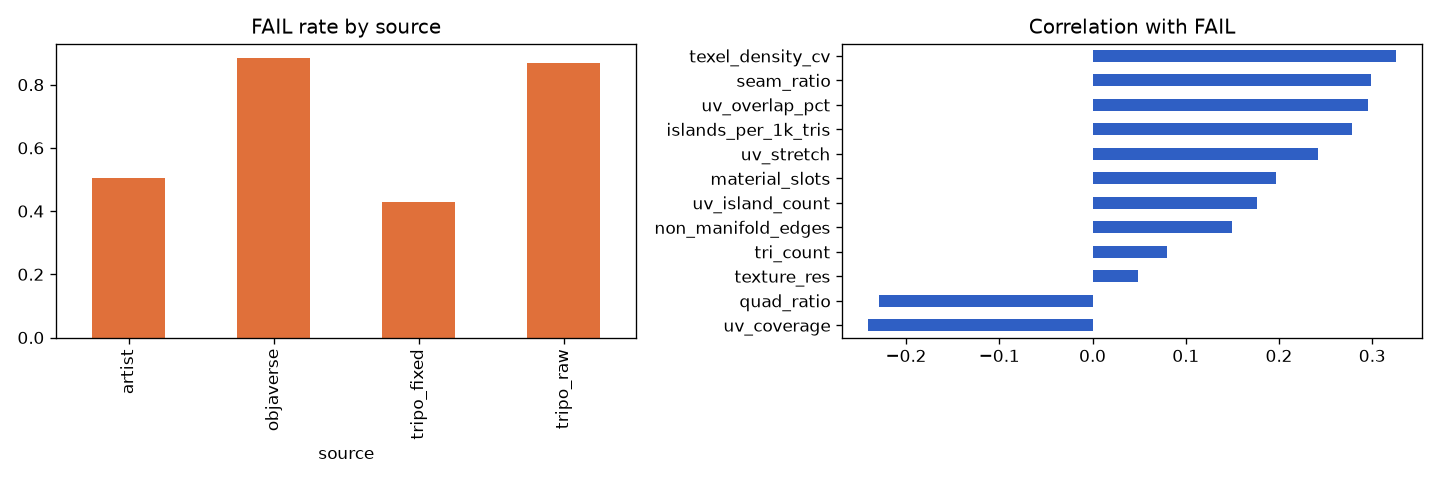 FAIL rate by source
0.8
0.6
0.4
0.2
0.0
artist
objaverse
tripo_fixed
tripo_raw
source
Correlation with FAIL
texel_density_cv
seam_ratio
uv_overlap_pct
islands_per_1k_tris
uv_stretch
material_slots
uv_island_count
non_manifold_edges
tri_count
texture_res
quad_ratio
uv_coverage
−0.2 −0.1 0.0 0.1 0.2 0.3